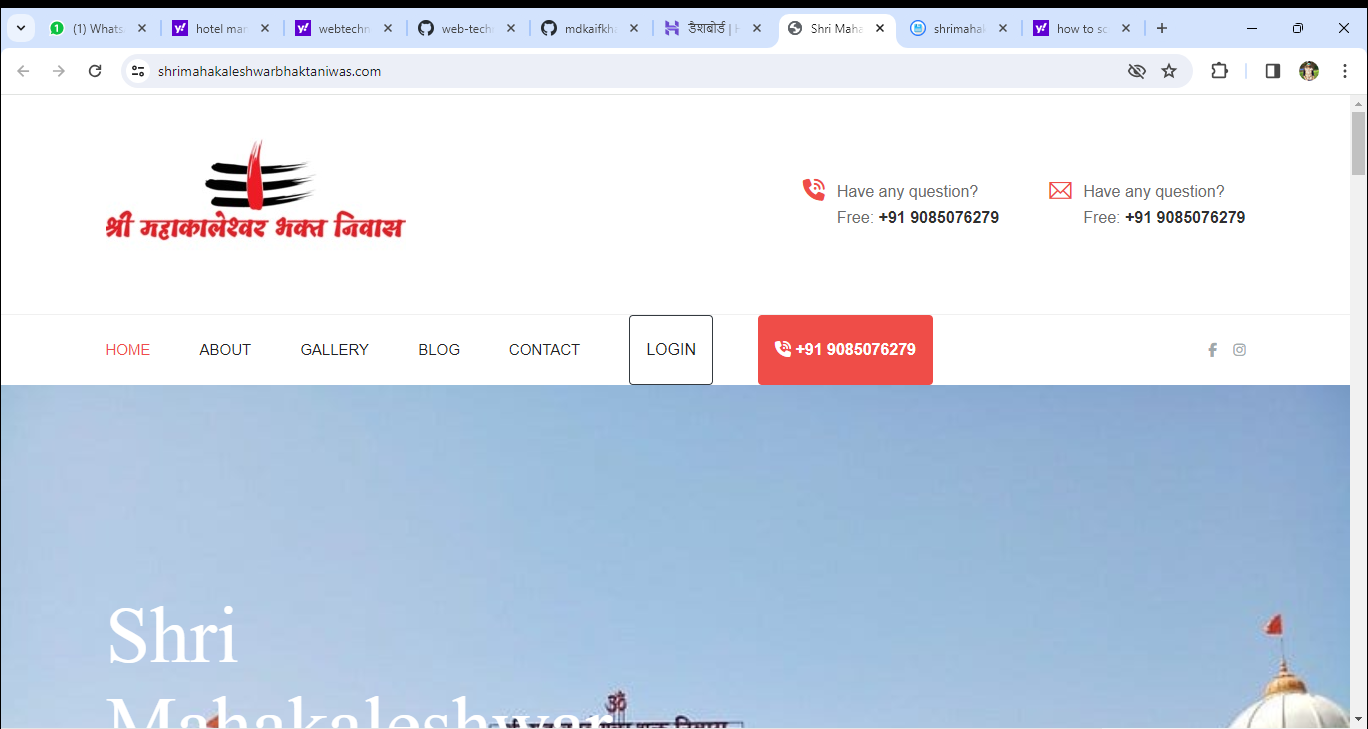 (1) Whats
hotel mar
webtechn
web-tech
mdkaifkha
डैशबोर्ड | H
Shri Maha
shrimahak
how to sc
shrimahakaleshwarbhaktaniwas.com
श्री महाकालेश्वर भक्त निवास
Have any question?
Free: +91 9085076279
Have any question?
Free: +91 9085076279
HOME
ABOUT
GALLERY
BLOG
CONTACT
LOGIN
+91 9085076279
Shri
Mahakaleshwar
ॐ